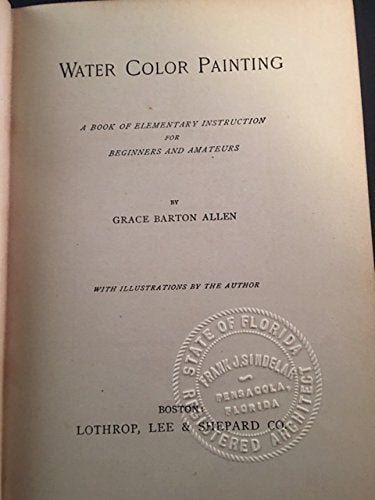 WATER COLOR PAINTING
A BOOK OF ELEMENTARY INSTRUCTION
FOR
BEGINNERS AND AMATEURS
BY
GRACE BARTON ALLEN
WITH ILLUSTRATIONS BY THE AUTHOR
STATE OF FLORIDA
FRANK J. SINDELAR
PENSACOLA,
FLORIDA
REGISTERED ARCHITECT
BOSTON:
LOTHROP, LEE & SHEPARD CO.